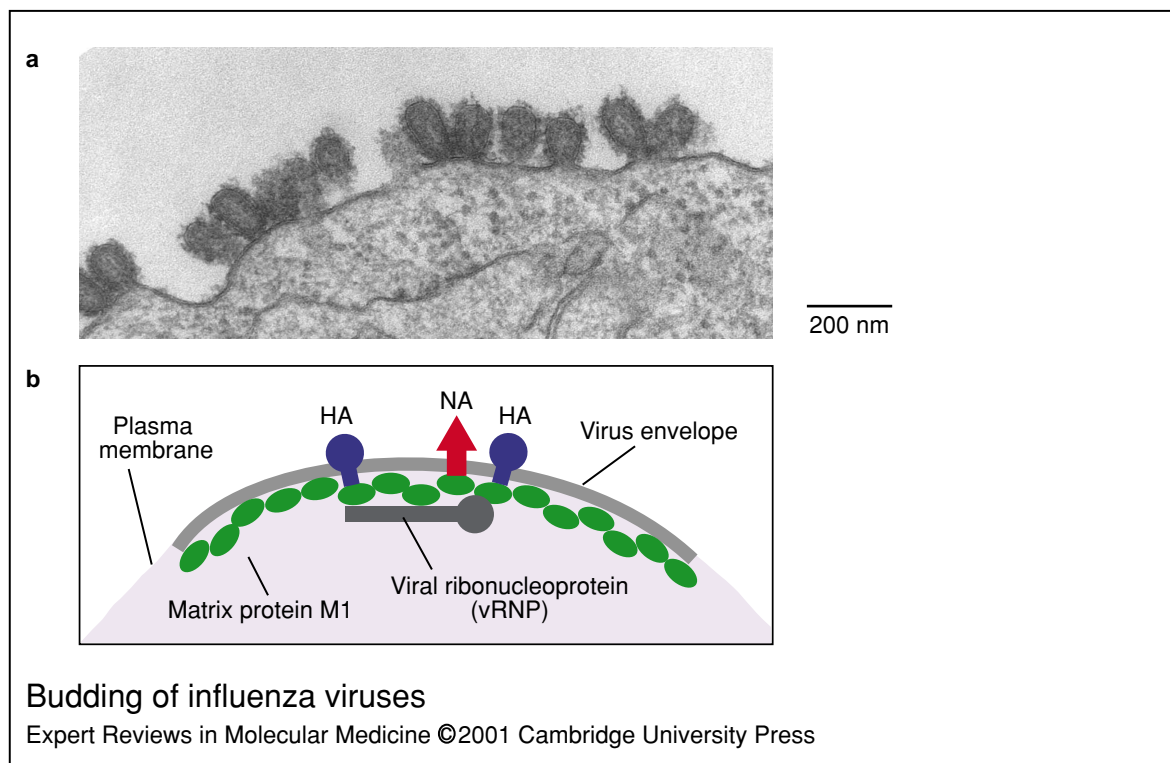 a
200 nm
b
HA
NA
HA
Plasma
membrane
Virus envelope
Matrix protein M1
Viral ribonucleoprotein
(vRNP)
Budding of influenza viruses
Expert Reviews in Molecular Medicine ©2001 Cambridge University Press